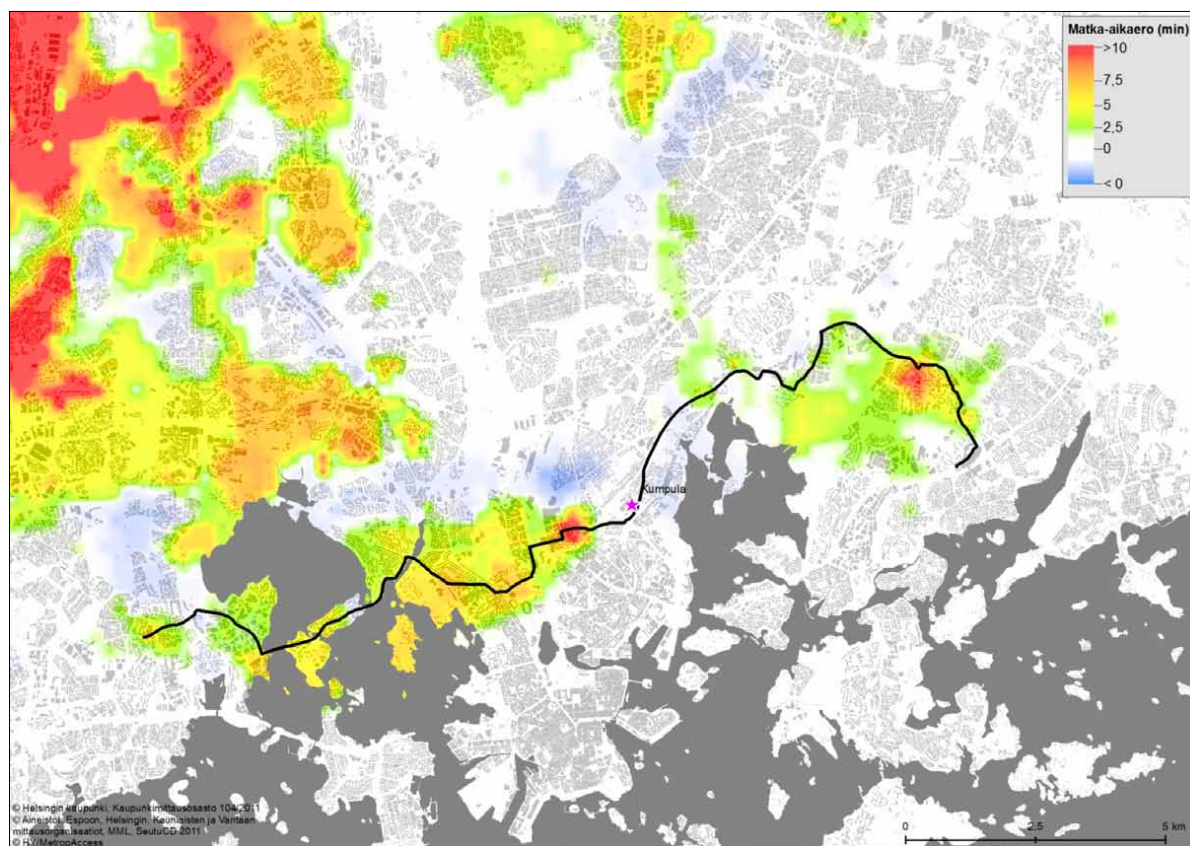 Matka-aikaero (min)
>10
7,5
5
2,5
0
< 0
Kumpula
© Helsingin kaupunki, Kaupunkimittausosasto 104/2011
© Aineistot, Espoon, Helsingin, Kauniaisten ja Vantaan
mittausorganisaatiot, MML, SeutuCD 2011
© HY/MetropAccess
0
2,5
5 km